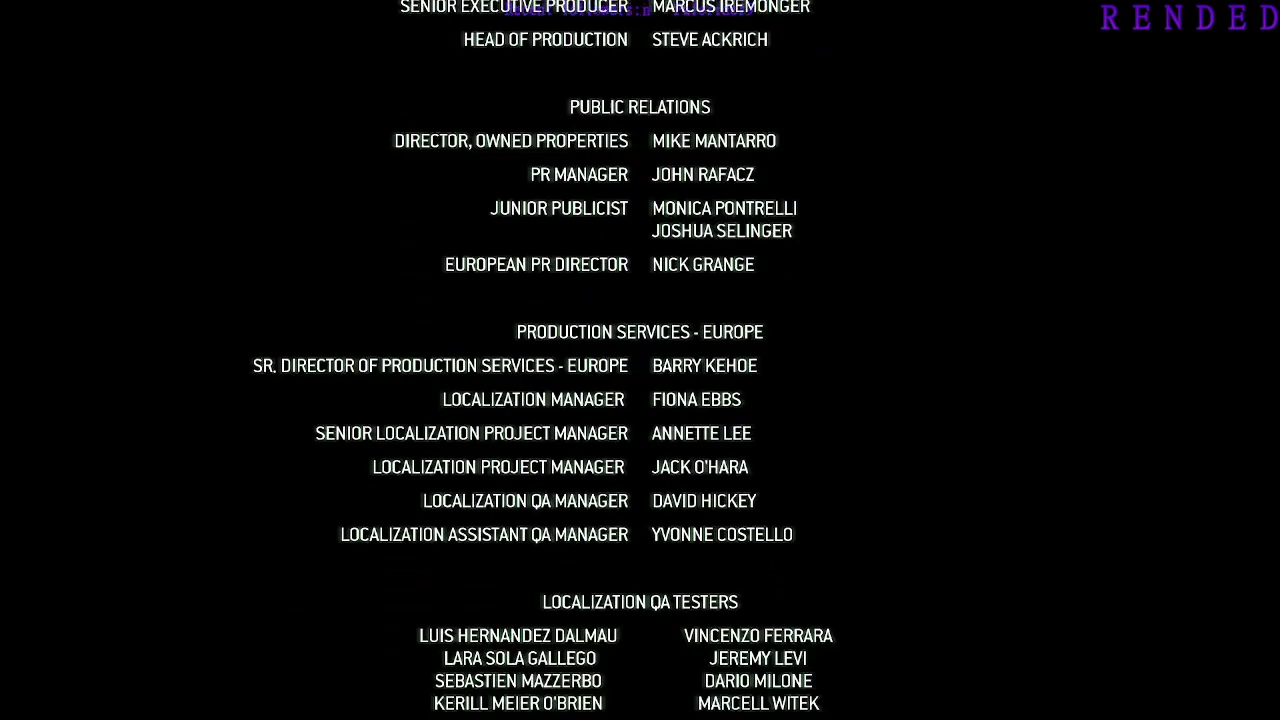 SENIOR EXECUTIVE PRODUCER MARCUS IREMONGER
RENDED
HEAD OF PRODUCTION STEVE ACKRICH
PUBLIC RELATIONS
DIRECTOR, OWNED PROPERTIES MIKE MANTARRO
PR MANAGER JOHN RAFACZ
JUNIOR PUBLICIST MONICA PONTRELLI
JOSHUA SELINGER
EUROPEAN PR DIRECTOR NICK GRANGE
PRODUCTION SERVICES - EUROPE
SR. DIRECTOR OF PRODUCTION SERVICES - EUROPE BARRY KEHOE
LOCALIZATION MANAGER FIONA EBBS
SENIOR LOCALIZATION PROJECT MANAGER ANNETTE LEE
LOCALIZATION PROJECT MANAGER JACK O'HARA
LOCALIZATION QA MANAGER DAVID HICKEY
LOCALIZATION ASSISTANT QA MANAGER YVONNE COSTELLO
LOCALIZATION QA TESTERS
LUIS HERNANDEZ DALMAU VINCENZO FERRARA
LARA SOLA GALLEGO JEREMY LEVI
SEBASTIEN MAZZERBO DARIO MILONE
KERILL MEIER O'BRIEN MARCELL WITEK